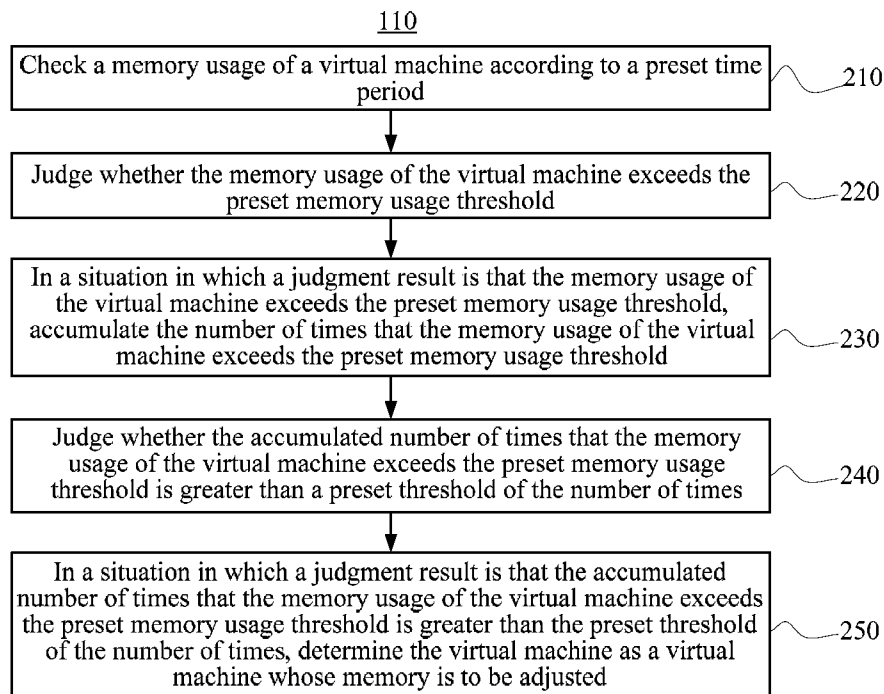 110
Check a memory usage of a virtual machine according to a preset time
period
210
Judge whether the memory usage of the virtual machine exceeds the
preset memory usage threshold
220
In a situation in which a judgment result is that the memory usage of
the virtual machine exceeds the preset memory usage threshold,
accumulate the number of times that the memory usage of the virtual
machine exceeds the preset memory usage threshold
230
Judge whether the accumulated number of times that the memory
usage of the virtual machine exceeds the preset memory usage
threshold is greater than a preset threshold of the number of times
240
In a situation in which a judgment result is that the accumulated
number of times that the memory usage of the virtual machine exceeds
the preset memory usage threshold is greater than the preset threshold
of the number of times, determine the virtual machine as a virtual
machine whose memory is to be adjusted
250